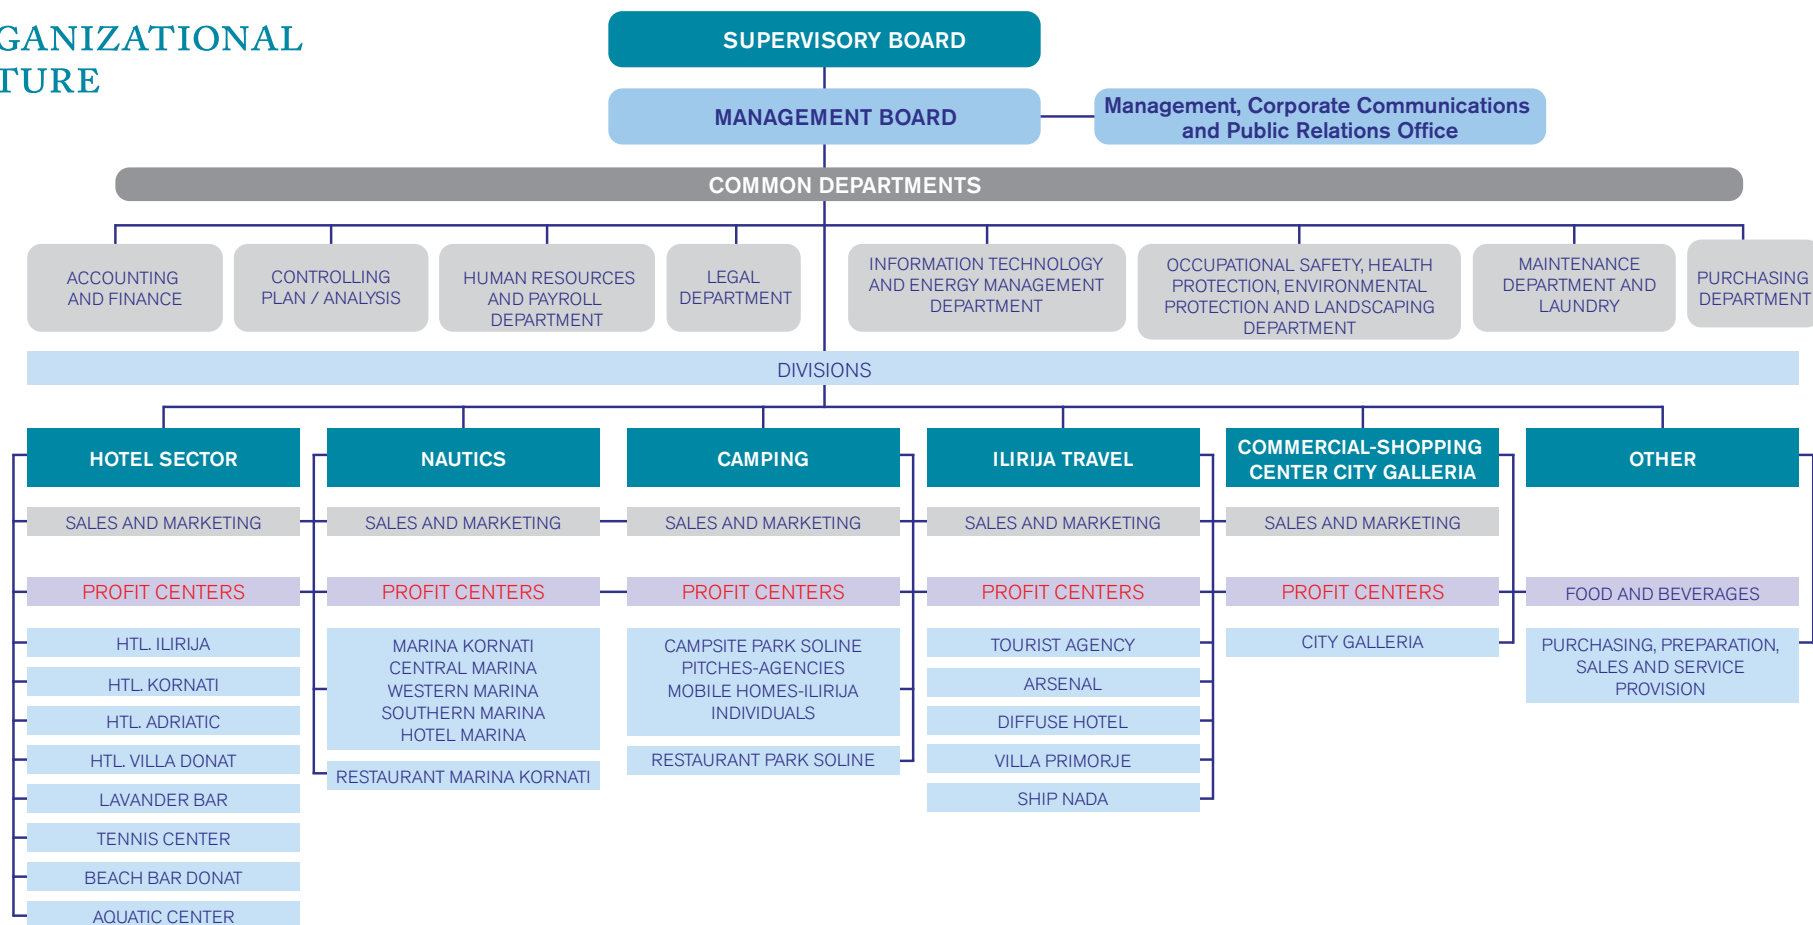 GANIZATIONAL
TURE
SUPERVISORY BOARD
MANAGEMENT BOARD
Management, Corporate Communications
and Public Relations Office
COMMON DEPARTMENTS
ACCOUNTING
AND FINANCE
CONTROLLING
PLAN / ANALYSIS
HUMAN RESOURCES
AND PAYROLL
DEPARTMENT
LEGAL
DEPARTMENT
INFORMATION TECHNOLOGY
AND ENERGY MANAGEMENT
DEPARTMENT
OCCUPATIONAL SAFETY, HEALTH
PROTECTION, ENVIRONMENTAL
PROTECTION AND LANDSCAPING
DEPARTMENT
MAINTENANCE
DEPARTMENT AND
LAUNDRY
PURCHASING
DEPARTMENT
DIVISIONS
HOTEL SECTOR
SALES AND MARKETING
PROFIT CENTERS
HTL. ILIRIJA
HTL. KORNATI
HTL. ADRIATIC
HTL. VILLA DONAT
LAVANDER BAR
TENNIS CENTER
BEACH BAR DONAT
AQUATIC CENTER
NAUTICS
SALES AND MARKETING
PROFIT CENTERS
MARINA KORNATI
CENTRAL MARINA
WESTERN MARINA
SOUTHERN MARINA
HOTEL MARINA
RESTAURANT MARINA KORNATI
CAMPING
SALES AND MARKETING
PROFIT CENTERS
CAMPSITE PARK SOLINE
PITCHES-AGENCIES
MOBILE HOMES-ILIRIJA
INDIVIDUALS
RESTAURANT PARK SOLINE
ILIRIJA TRAVEL
SALES AND MARKETING
PROFIT CENTERS
TOURIST AGENCY
ARSENAL
DIFFUSE HOTEL
VILLA PRIMORJE
SHIP NADA
COMMERCIAL-SHOPPING
CENTER CITY GALLERIA
SALES AND MARKETING
PROFIT CENTERS
CITY GALLERIA
OTHER
FOOD AND BEVERAGES
PURCHASING, PREPARATION,
SALES AND SERVICE
PROVISION